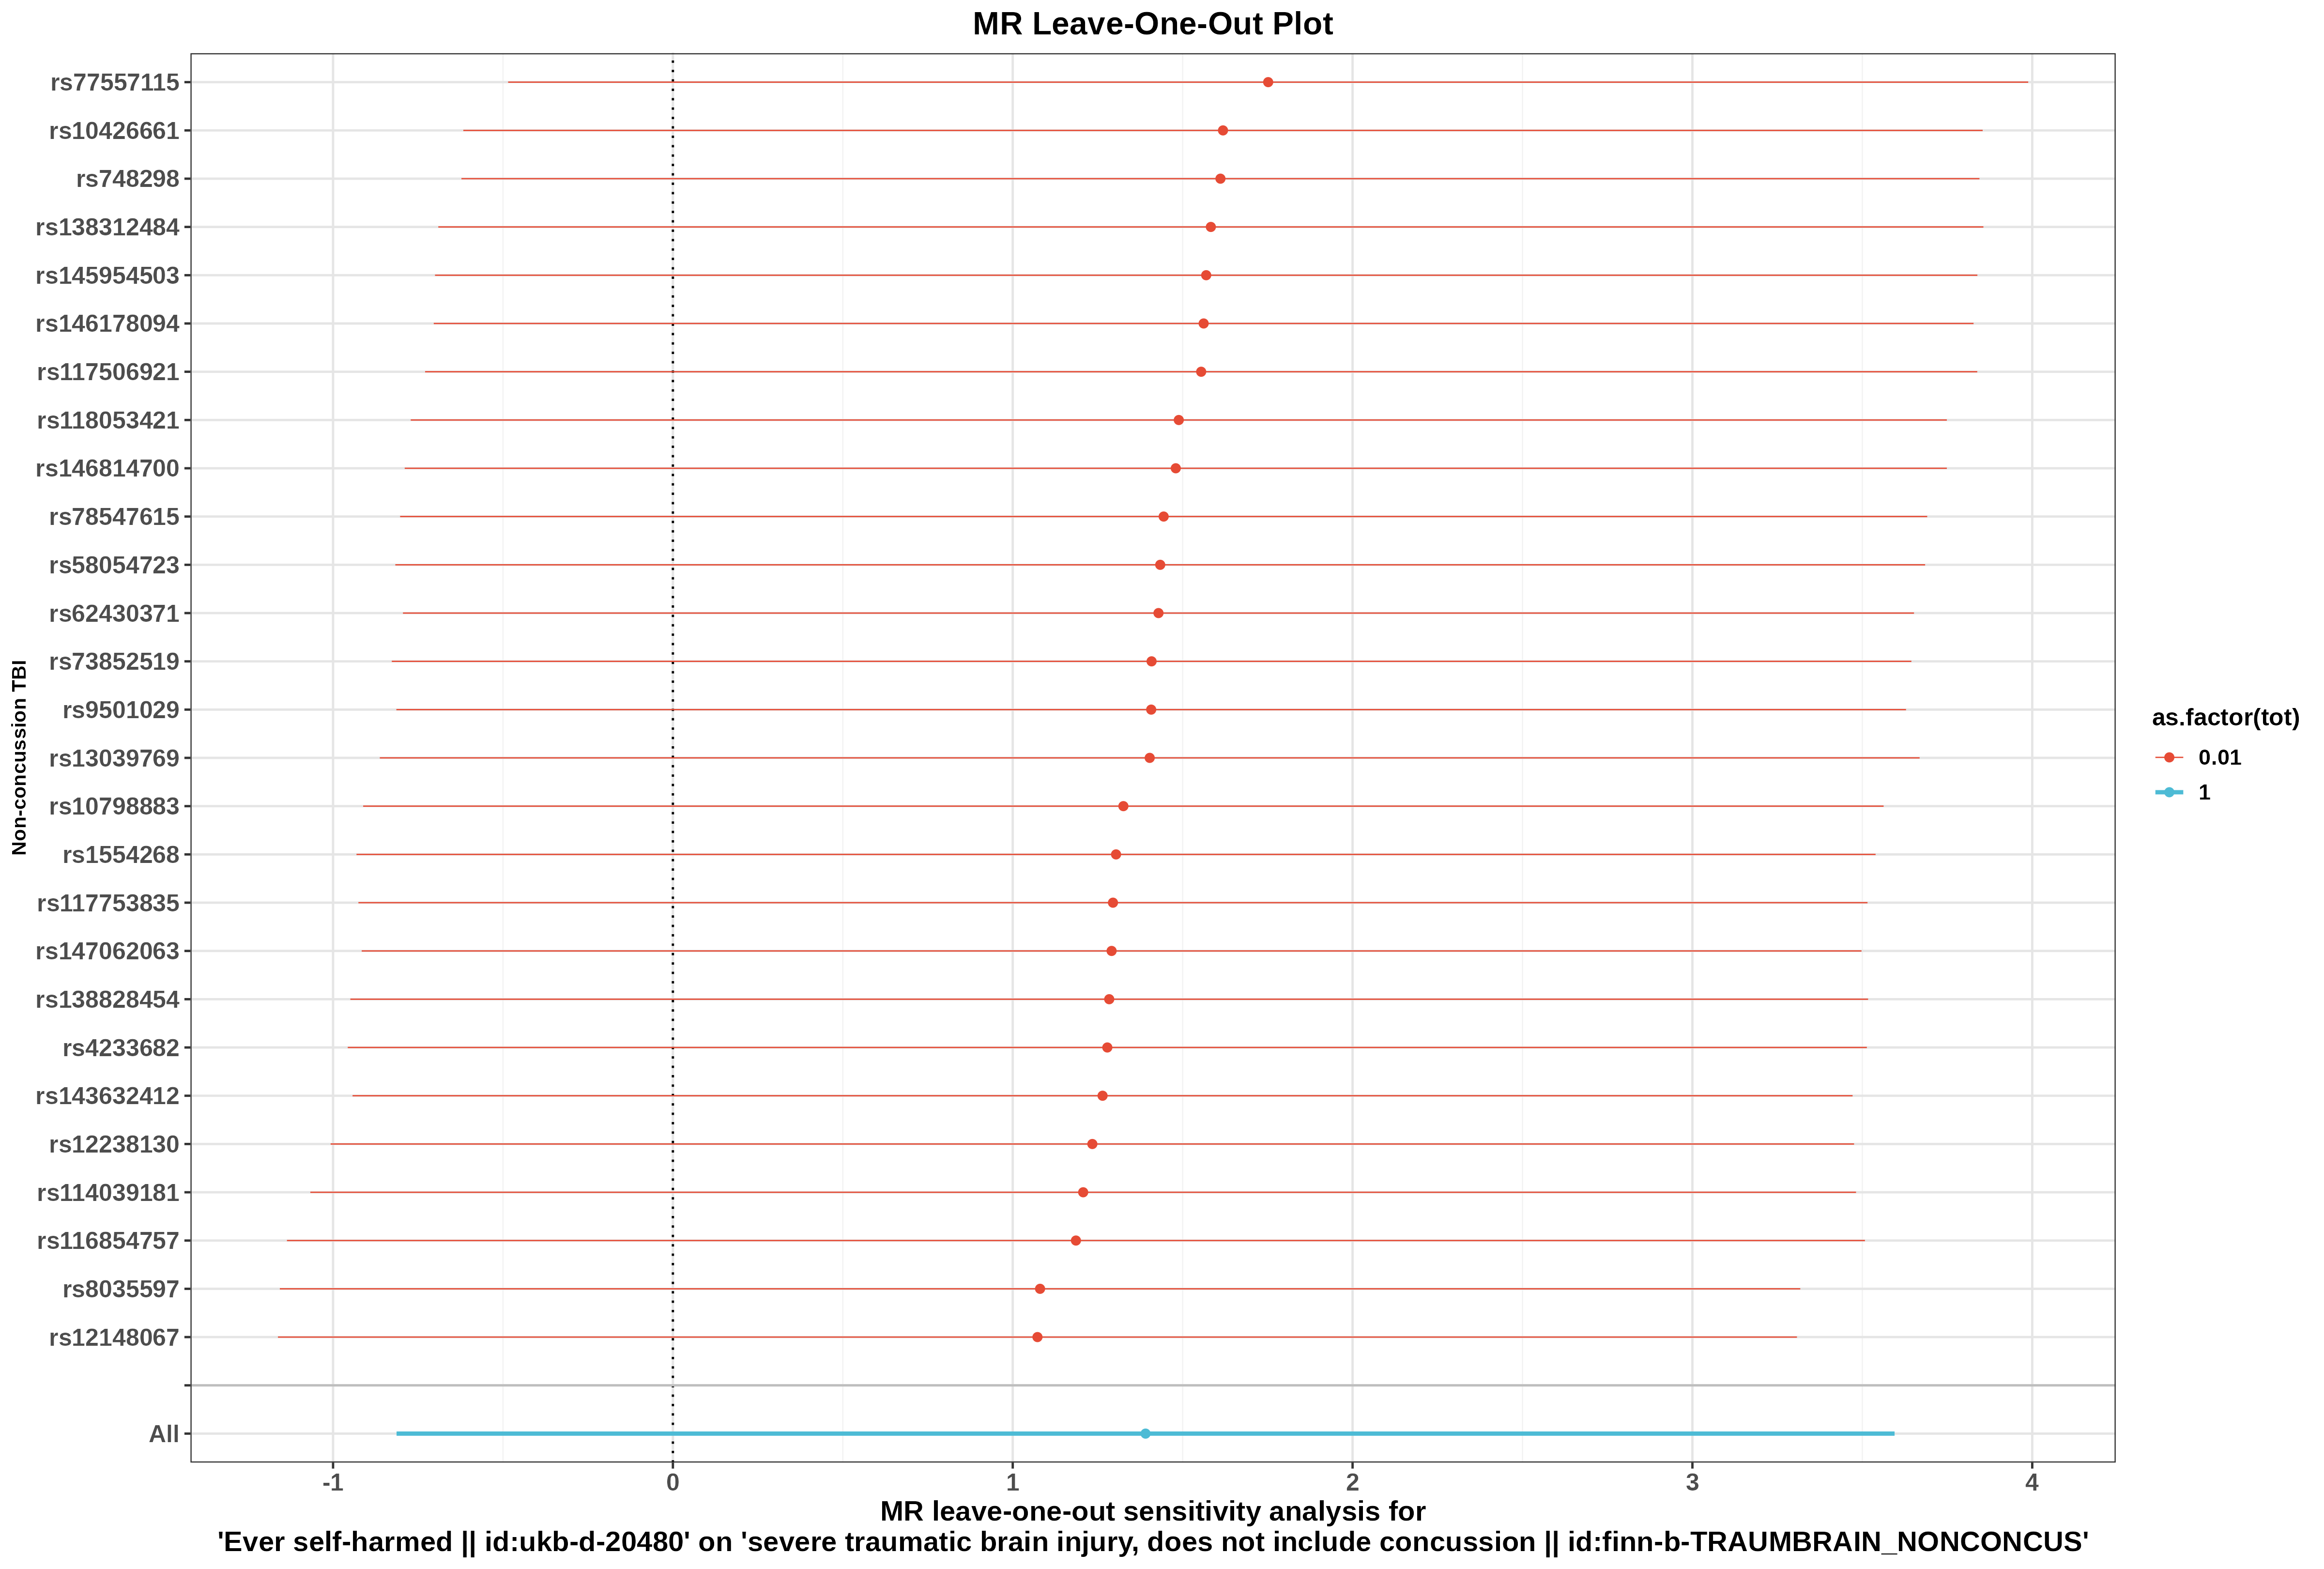 MR Leave-One-Out Plot
rs77557115
rs10426661
rs748298
rs138312484
rs145954503
rs146178094
rs117506921
rs118053421
rs146814700
rs78547615
rs58054723
rs62430371
rs73852519
rs9501029
rs13039769
rs10798883
rs1554268
rs117753835
rs147062063
rs138828454
rs4233682
rs143632412
rs12238130
rs114039181
rs116854757
rs8035597
rs12148067
All
Non-concussion TBI
-1 0 1 2 3 4
MR leave-one-out sensitivity analysis for
'Ever self-harmed || id:ukb-d-20480' on 'severe traumatic brain injury, does not include concussion || id:finn-b-TRAUMBRAIN_NONCONCUS'
as.factor(tot)
0.01
1